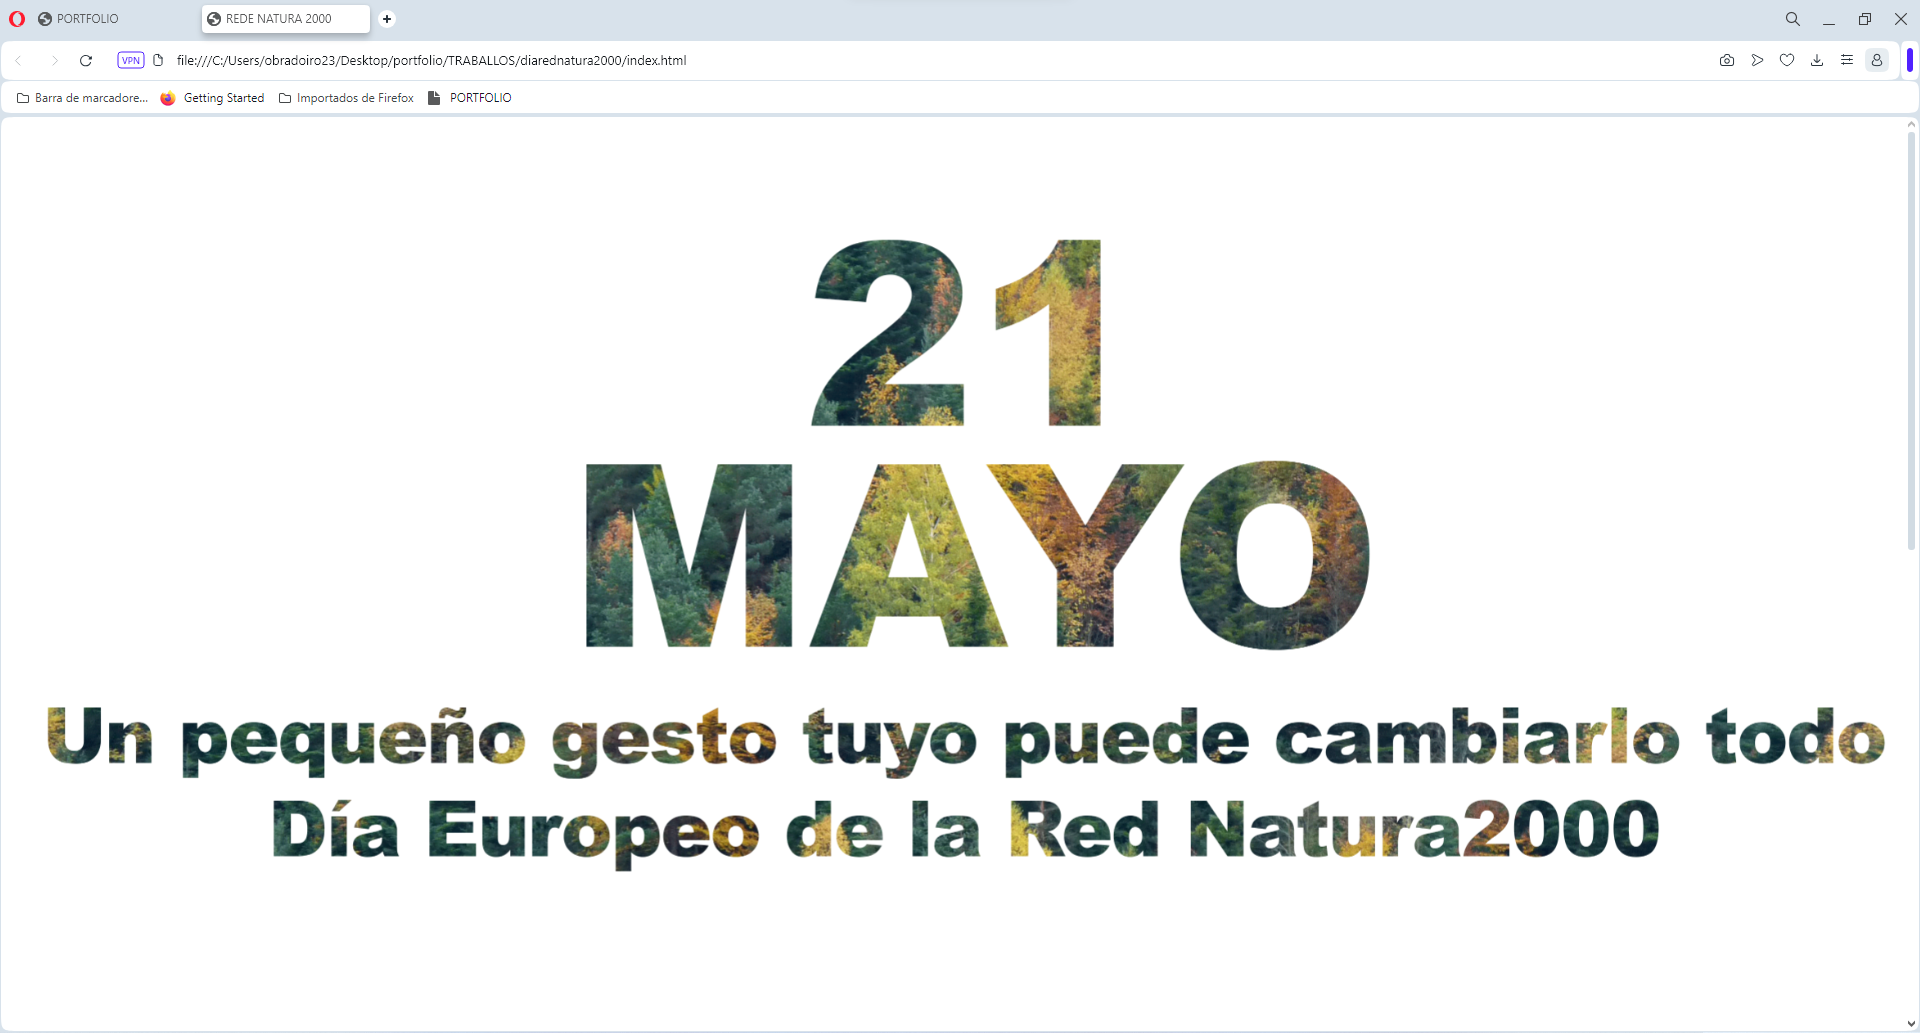 PORTFOLIO
REDE NATURA 2000
VPN
file:///C:/Users/obradoiro23/Desktop/portfolio/TRABALLOS/diarednatura2000/index.html
Barra de marcadore...
Getting Started
Importados de Firefox
PORTFOLIO
21
MAYO
Un pequeño gesto tuyo puede cambiarlo todo
Día Europeo de la Red Natura2000